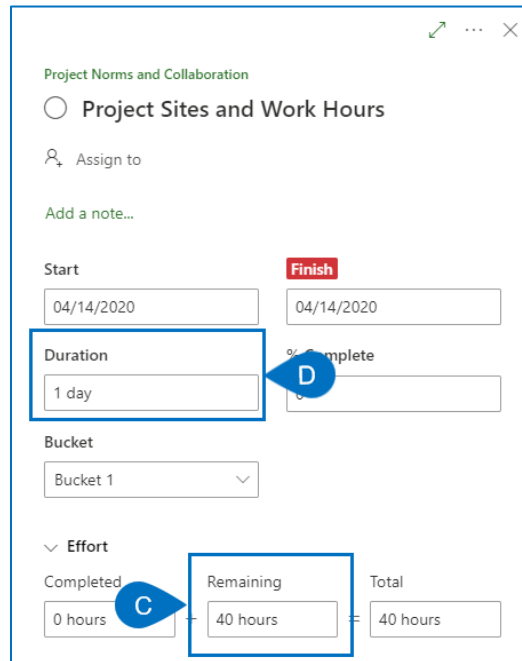 Project Norms and Collaboration
Project Sites and Work Hours
Assign to
Add a note...
Start Finish
04/14/2020 04/14/2020
Duration % Complete
1 day D
Bucket
Bucket 1
Effort
Completed Remaining Total
0 hours C + 40 hours = 40 hours